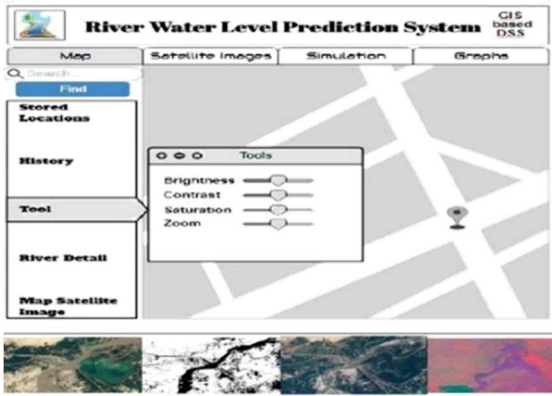 River Water Level Prediction System
GIS
based
DSS
Map
Satellite Images
Simulation
Graphs
Search...
Find
Stored
Locations
History
Tool
River Detail
Map Satellite
Image
Tools
Brightness
Contrast
Saturation
Zoom